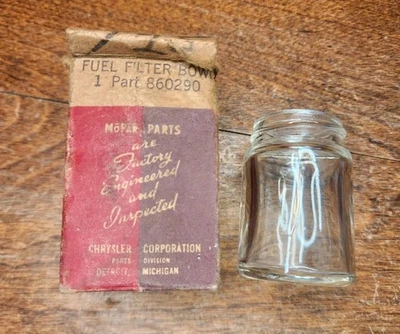 FUEL FILTER BOWL
1 Part 860290
MOPAR PARTS
are
Factory
Engineered
and
Inspected
CHRYSLER CORPORATION
PARTS DIVISION
DETROIT, MICHIGAN